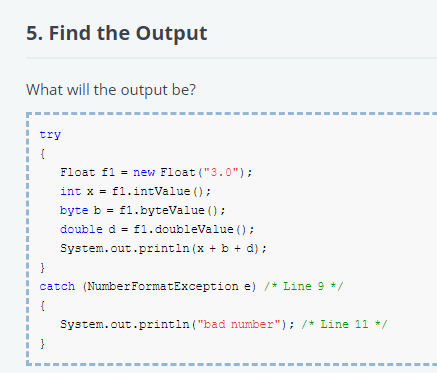 5. Find the Output
What will the output be?
try
{
Float f1 = new Float("3.0");
int x = f1.intValue();
byte b = f1.byteValue();
double d = f1.doubleValue();
System.out.println(x + b + d);
}
catch (NumberFormatException e) /* Line 9 */
{
System.out.println("bad number"); /* Line 11 */
}